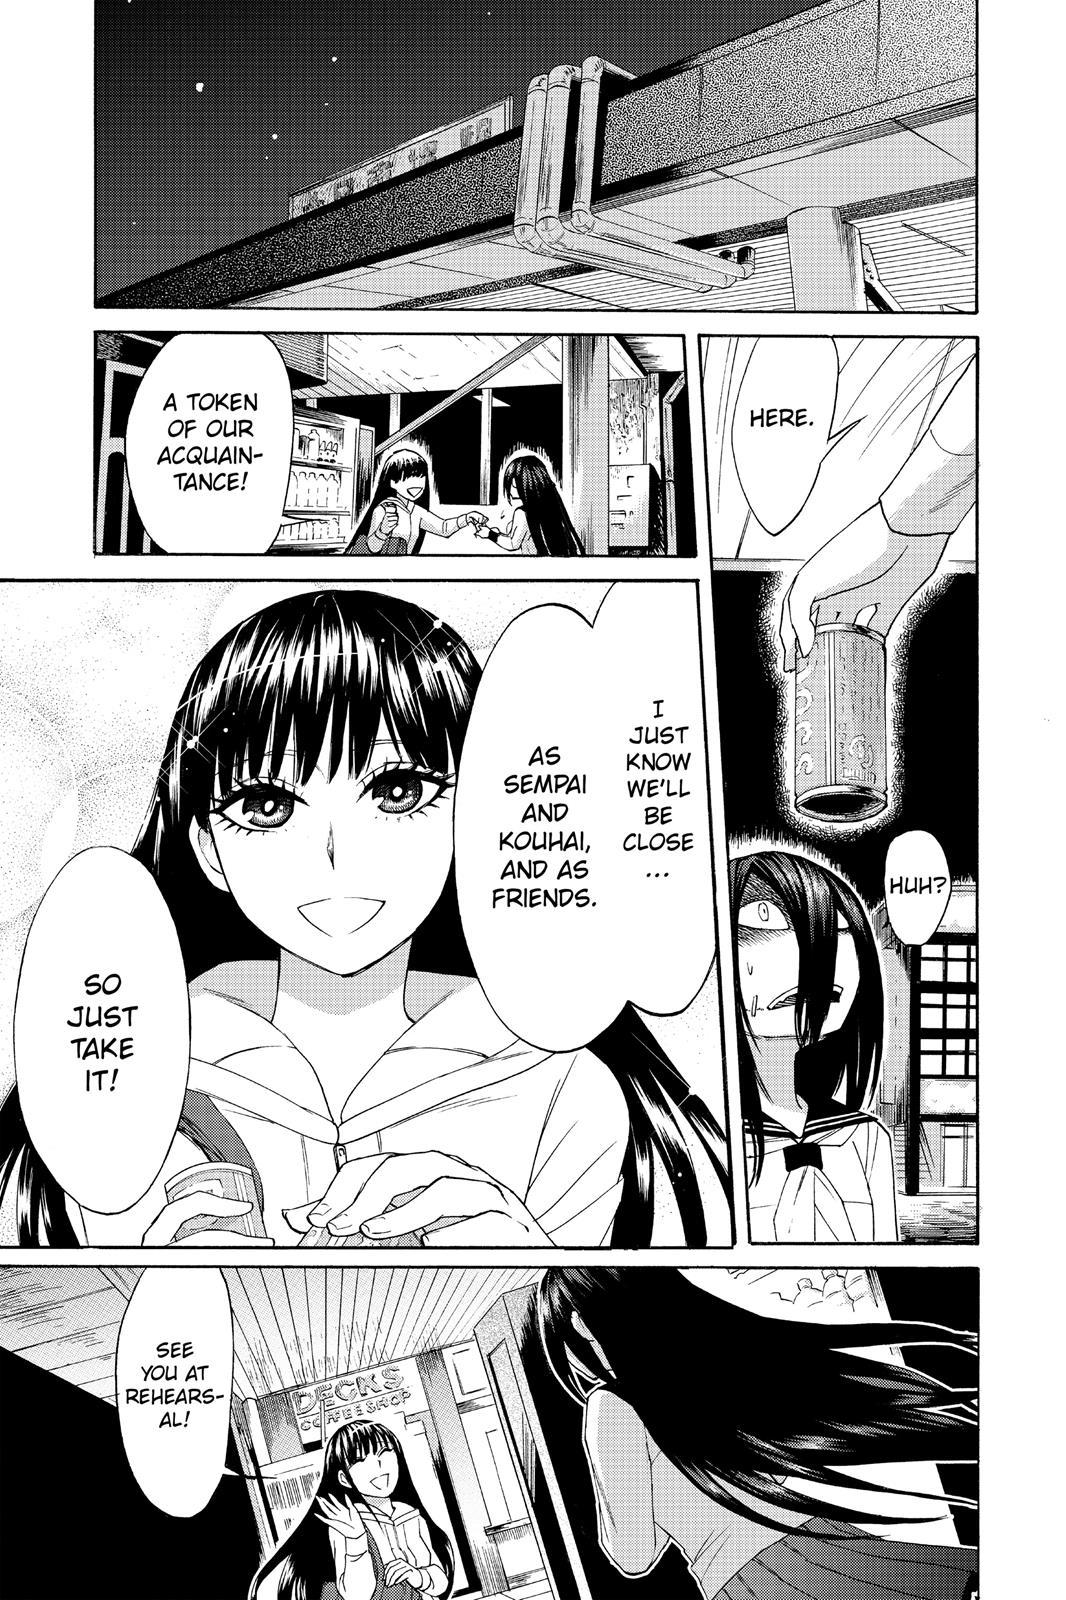 HERE.
A TOKEN
OF OUR
ACQUAIN-
TANCE!
HUH?
I
JUST
KNOW
WE'LL
BE
CLOSE
...
AS
SEMPAI
AND
KOUHAI,
AND AS
FRIENDS.
SO
JUST
TAKE
IT!
SEE
YOU AT
REHEARS-
AL!
DECKS
COFFEE SHOP